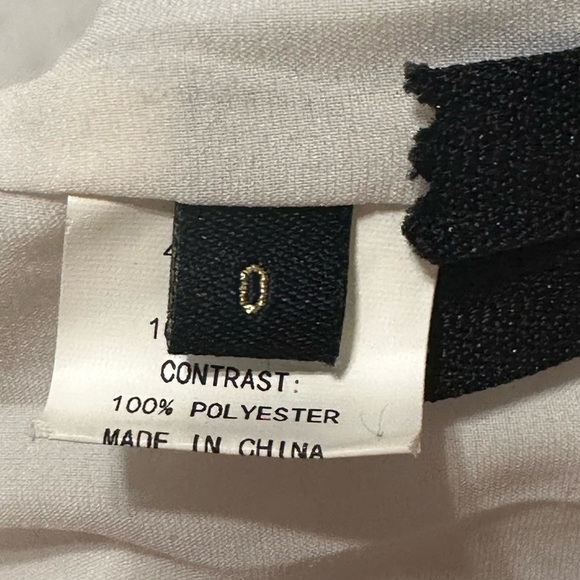 0
CONTRAST:
100% POLYESTER
MADE IN CHINA